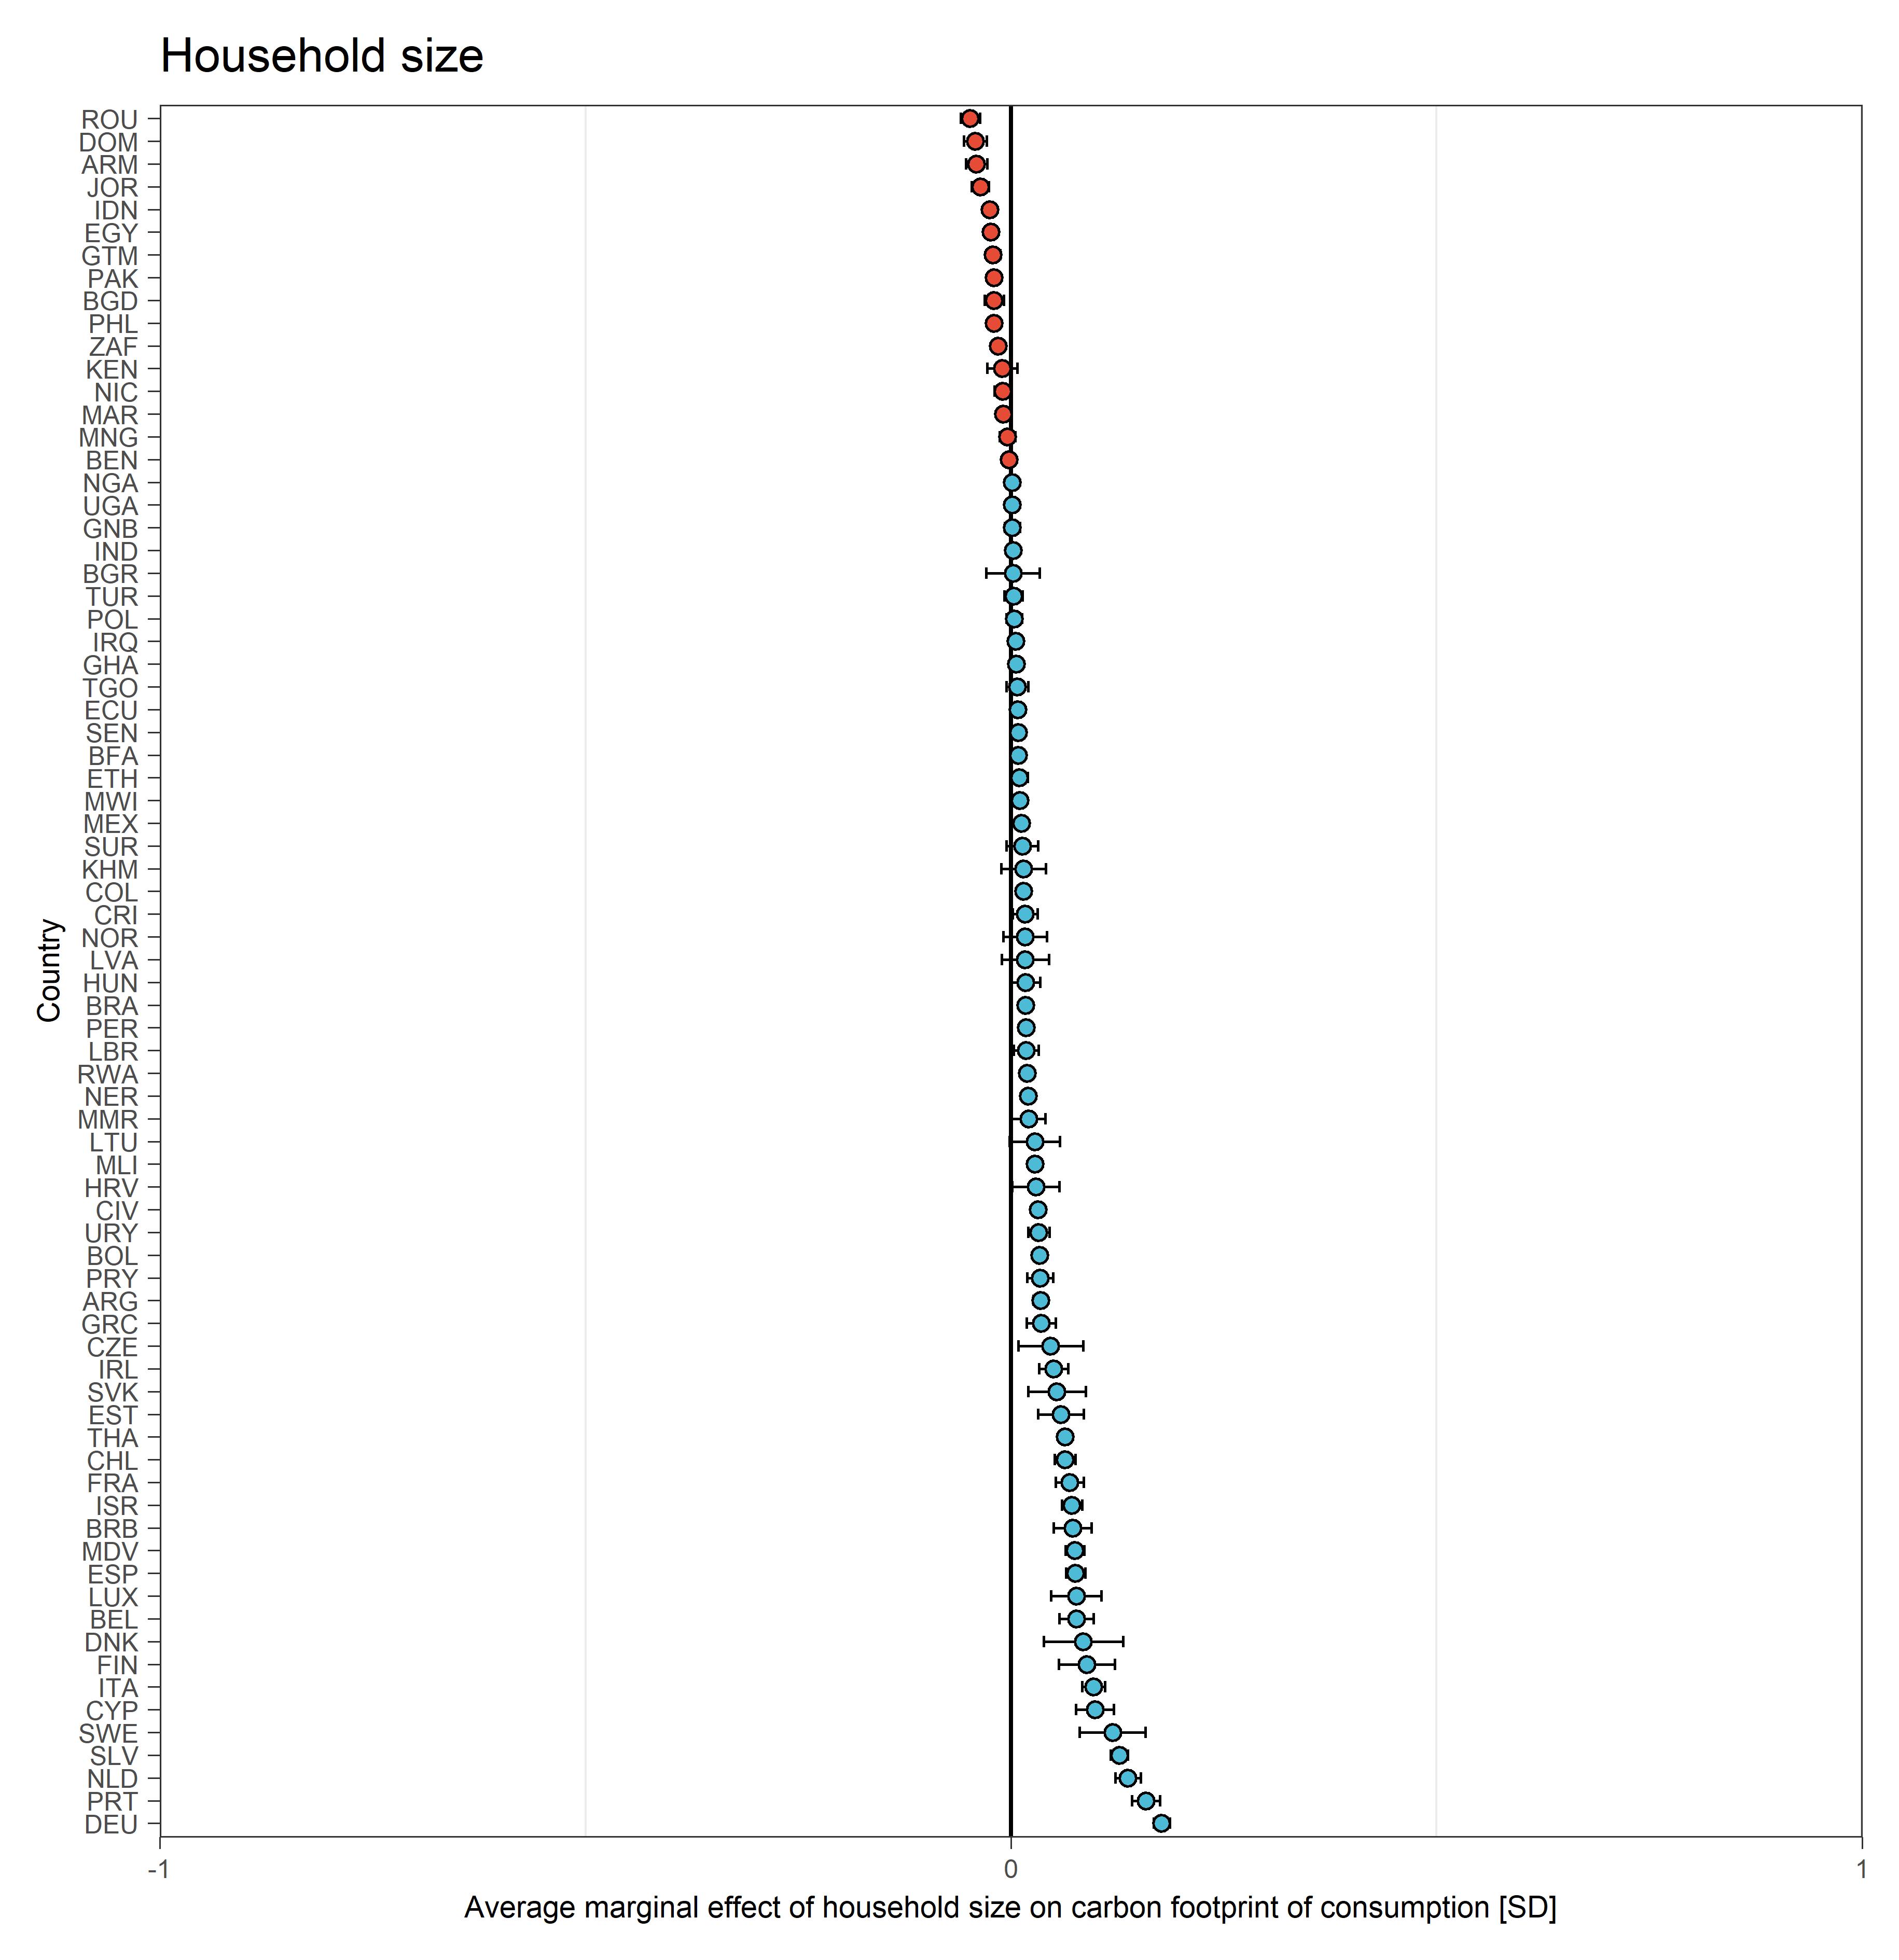 Household size
Country
ROU
DOM
ARM
JOR
IDN
EGY
GTM
PAK
BGD
PHL
ZAF
KEN
NIC
MAR
MNG
BEN
NGA
UGA
GNB
IND
BGR
TUR
POL
IRQ
GHA
TGO
ECU
SEN
BFA
ETH
MWI
MEX
SUR
KHM
COL
CRI
NOR
LVA
HUN
BRA
PER
LBR
RWA
NER
MMR
LTU
MLI
HRV
CIV
URY
BOL
PRY
ARG
GRC
CZE
IRL
SVK
EST
THA
CHL
FRA
ISR
BRB
MDV
ESP
LUX
BEL
DNK
FIN
ITA
CYP
SWE
SLV
NLD
PRT
DEU
-1 0 1
Average marginal effect of household size on carbon footprint of consumption [SD]